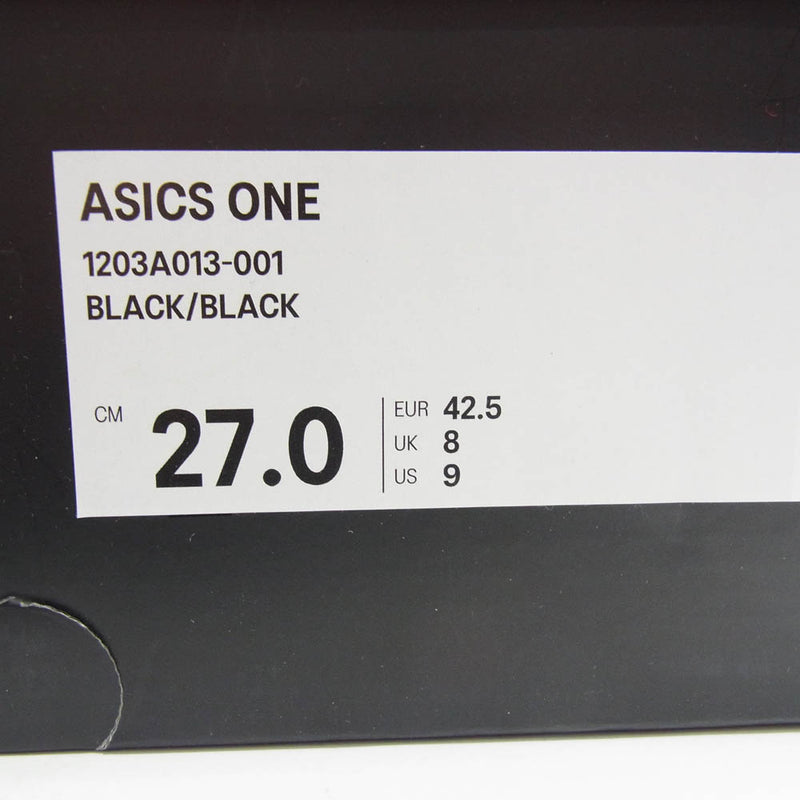 ASICS ONE
1203A013-001
BLACK/BLACK
CM 27.0
EUR 42.5
UK 8
US 9